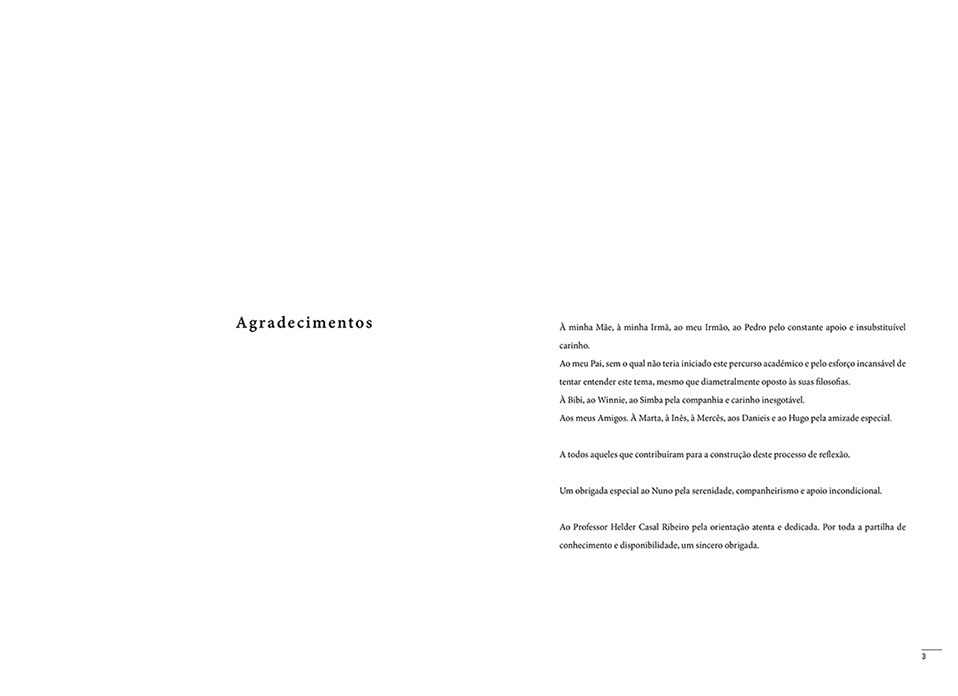 Agradecimentos
À minha Mãe, à minha Irmã, ao meu Irmão, ao Pedro pelo constante apoio e insubstituível
carinho.
Ao meu Pai, sem o qual não teria iniciado este percurso académico e pelo esforço incansável de
tentar entender este tema, mesmo que diametralmente oposto às suas filosofias.
À Bibi, ao Winnie, ao Simba pela companhia e carinho inesgotável.
Aos meus Amigos. À Marta, à Inês, à Mercês, aos Danieis e ao Hugo pela amizade especial.
A todos aqueles que contribuíram para a construção deste processo de reflexão.
Um obrigada especial ao Nuno pela serenidade, companheirismo e apoio incondicional.
Ao Professor Helder Casal Ribeiro pela orientação atenta e dedicada. Por toda a partilha de
conhecimento e disponibilidade, um sincero obrigada.
3